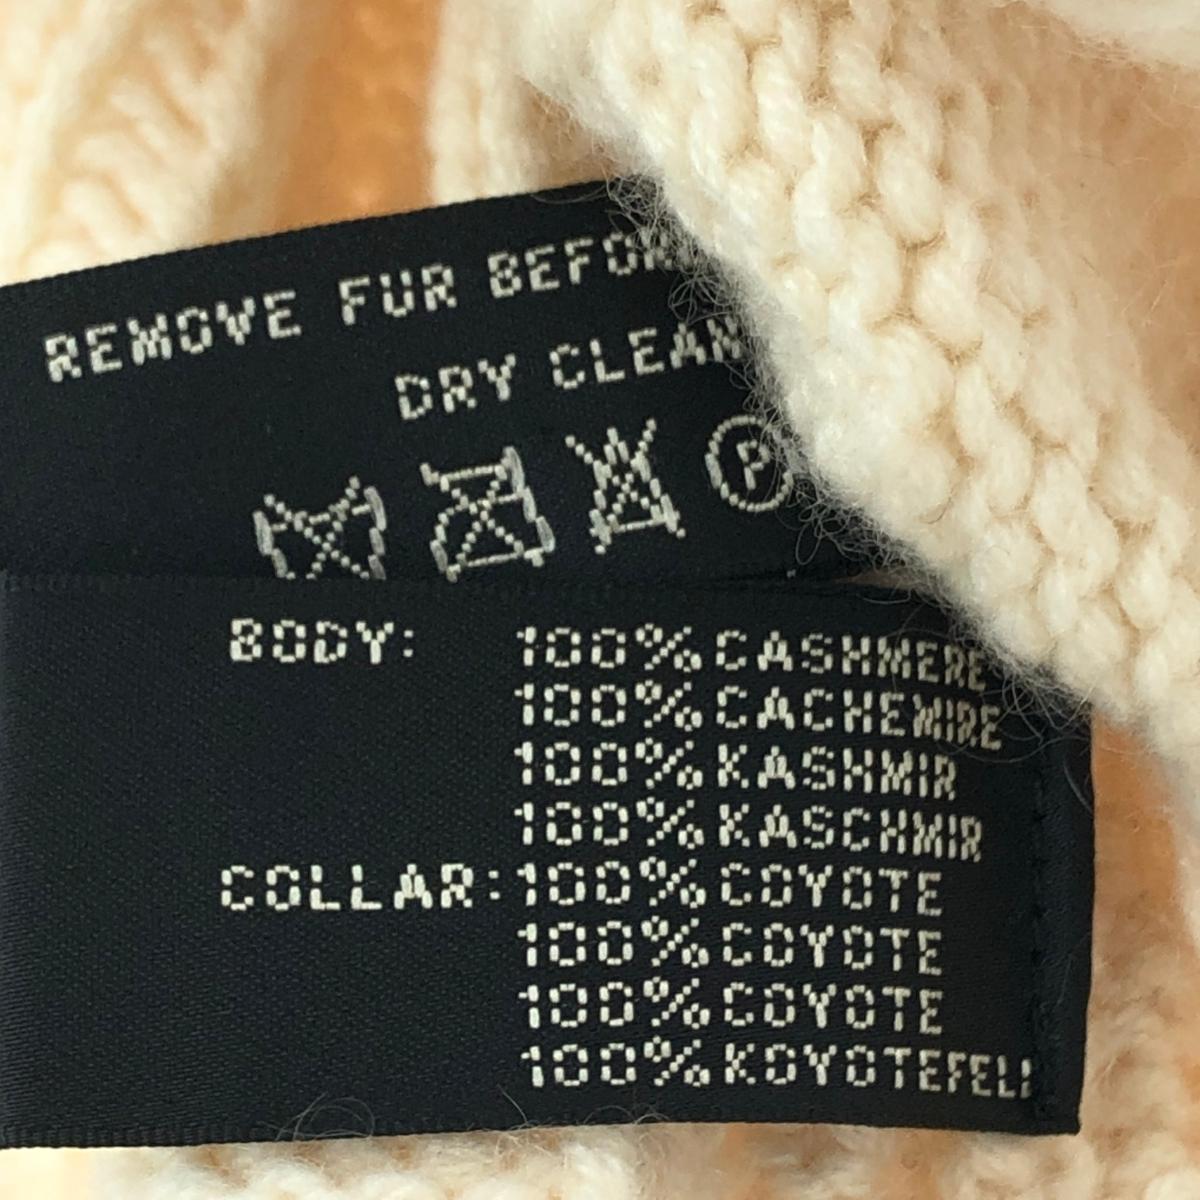 REMOVE FUR
DRY CLEAN
P
BODY: 100% CASHMERE
100% CACHEMIRE
100% KASHMIR
100% KASCHMIR
COLLAR: 100% COYOTE
100% COYOTE
100% COYOTE
100% KOYOTEFELL